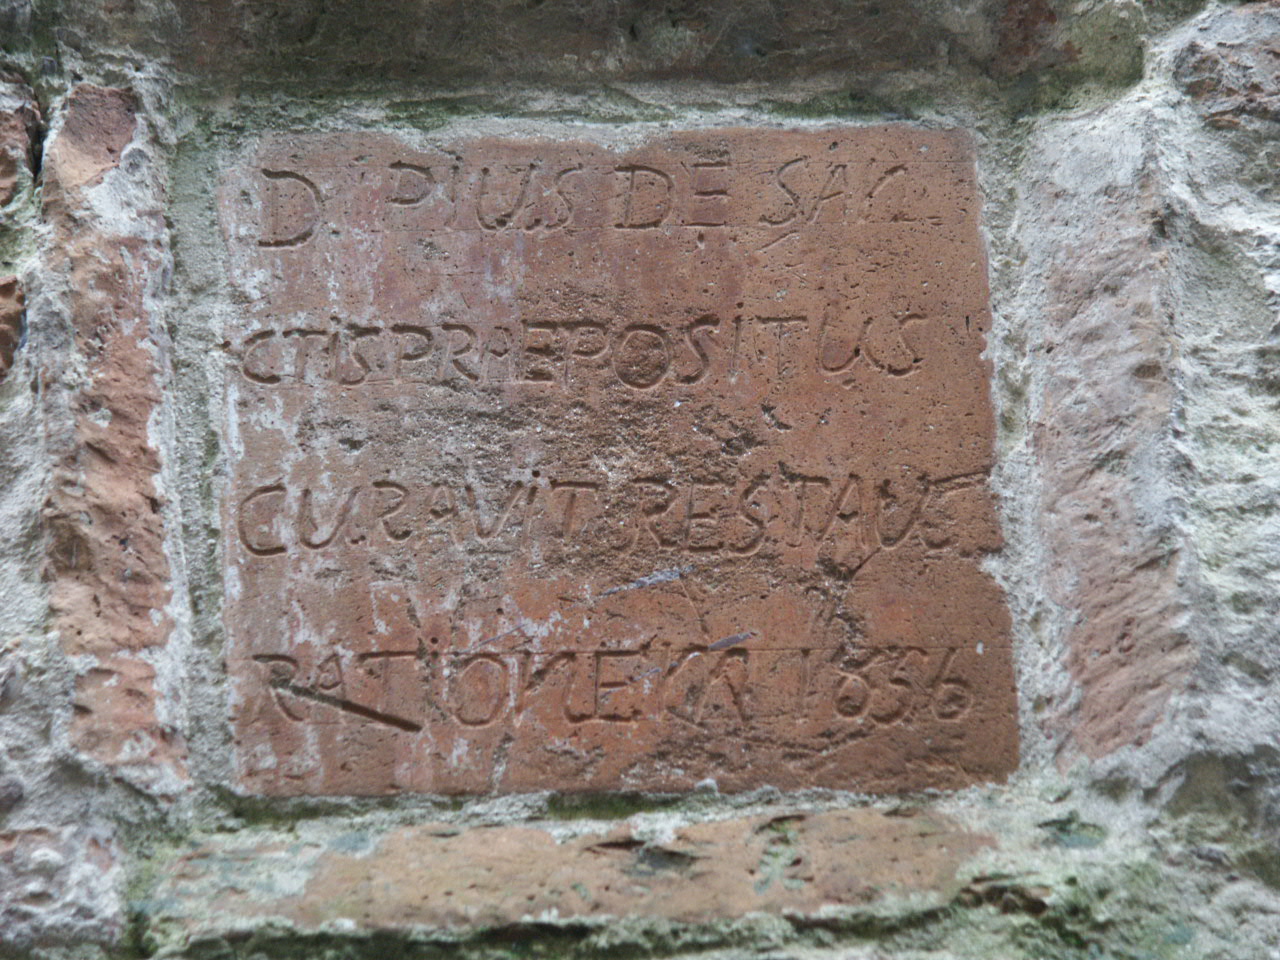 D PIUS DE SAC
CTIS PRAEPOSITUS
CURAVIT RESTAU
RATIONEM 1656